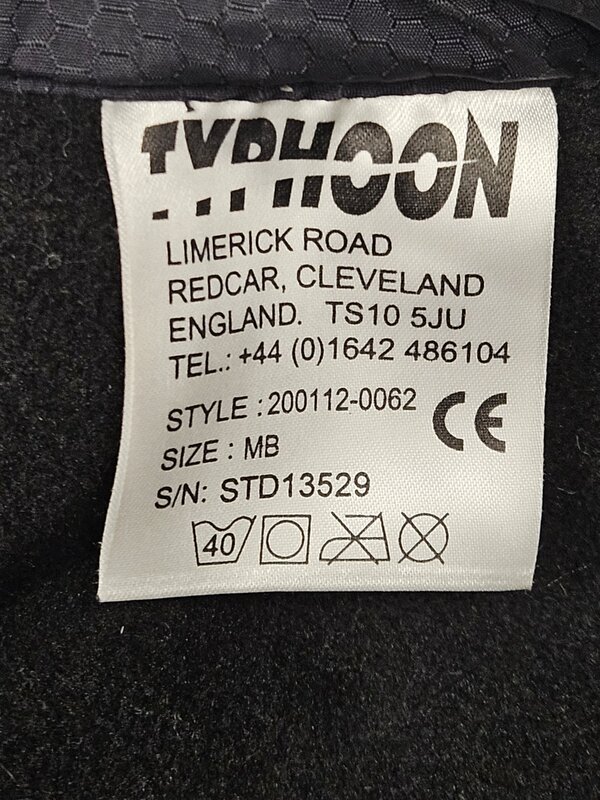 TYPHOON
LIMERICK ROAD
REDCAR, CLEVELAND
ENGLAND. TS10 5JU
TEL.: +44 (0)1642 486104
STYLE : 200112-0062
CE
SIZE : MB
S/N: STD13529
40